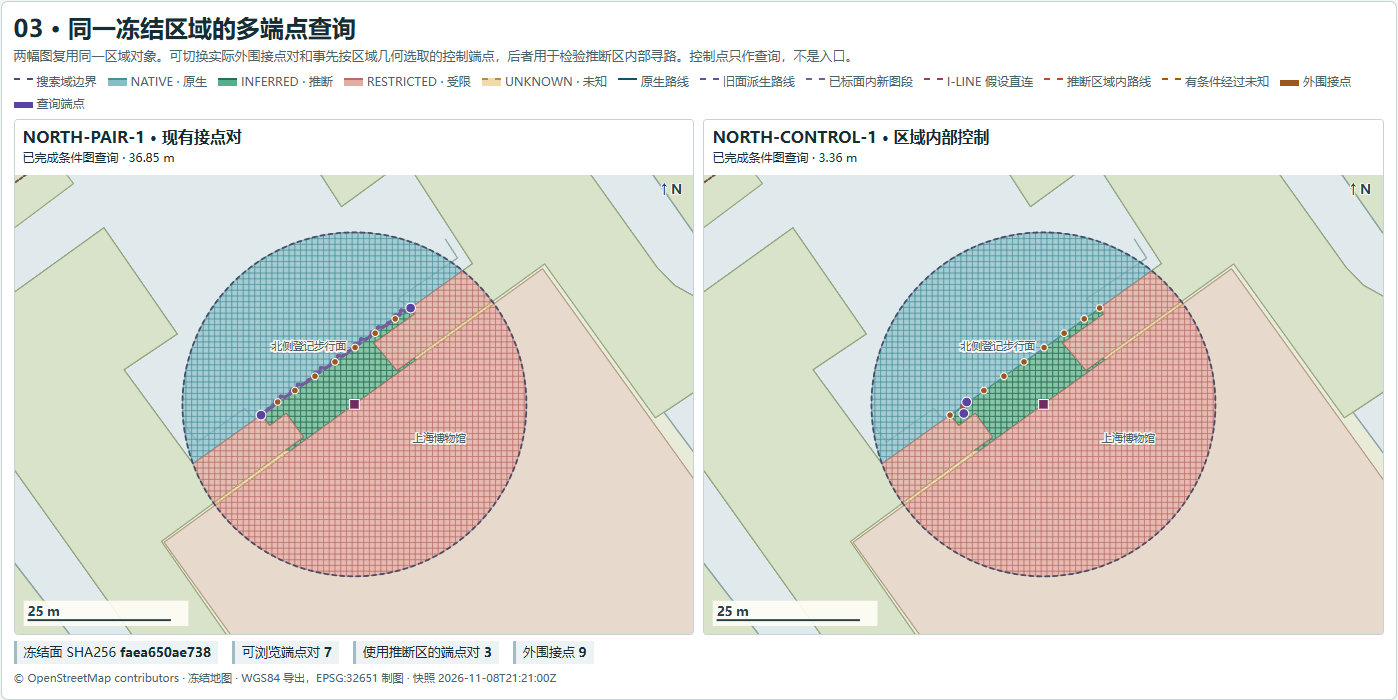 03 • 同一冻结区域的多端点查询
两幅图复用同一区域对象。可切换实际外围接点对和事先按区域几何选取的控制端点，后者用于检验推断区内部寻路。控制点只作查询，不是入口。
搜索域边界 NATIVE · 原生 INFERRED · 推断 RESTRICTED · 受限 UNKNOWN · 未知 原生路线 旧面派生路线 已标面内新图段 I-LINE 假设直连 推断区域内路线 有条件经过未知 外围接点
查询端点
NORTH-PAIR-1 • 现有接点对
已完成条件图查询 · 36.85 m
↑ N
北侧登记步行面
上海博物馆
25 m
NORTH-CONTROL-1 • 区域内部控制
已完成条件图查询 · 3.36 m
↑ N
北侧登记步行面
上海博物馆
25 m
冻结面 SHA256 faea650ae738 可浏览端点对 7 使用推断区的端点对 3 外围接点 9
© OpenStreetMap contributors · 冻结地图 · WGS84 导出，EPSG:32651 制图 · 快照 2026-11-08T21:21:00Z